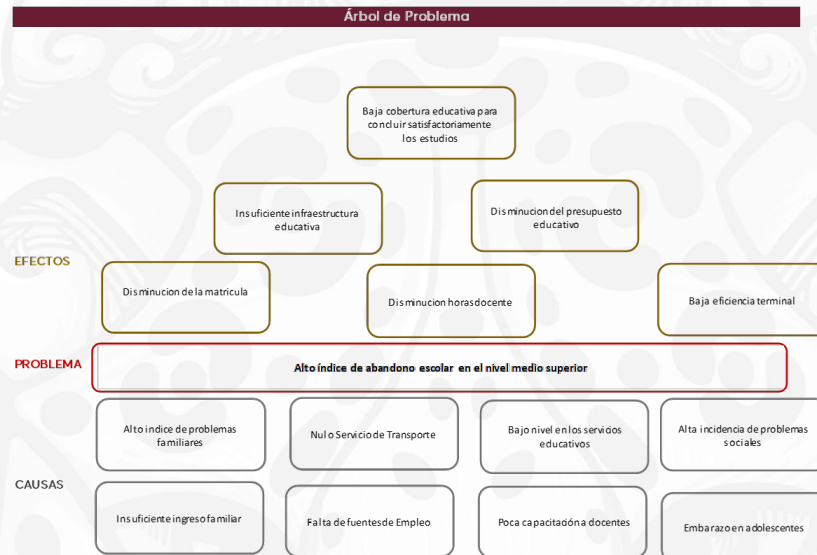 Árbol de Problema
Baja cobertura educativa para
concluir satisfactoriamente
los estudios
Insuficiente infraestructura
educativa
Disminucion del presupuesto
educativo
EFECTOS
Disminucion de la matricula
Disminucion horas docente
Baja eficiencia terminal
PROBLEMA
Alto índice de abandono escolar en el nivel medio superior
Alto indice de problemas
familiares
Nulo Servicio de Transporte
Bajo nivel en los servicios
educativos
Alta incidencia de problemas
sociales
CAUSAS
Insuficiente ingreso familiar
Falta de fuentes de Empleo
Poca capacitación a docentes
Embarazo en adolescentes